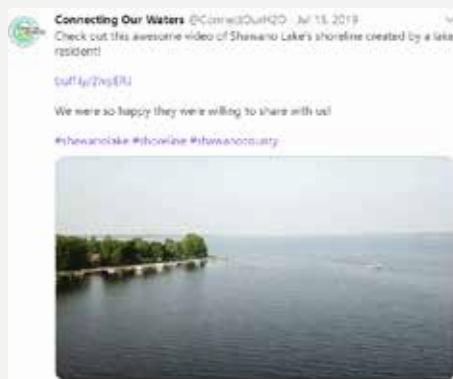 Connecting Our Waters @ConnectOurH2O · Jul 15, 2019
Check out this awesome video of Shawano Lake's shoreline created by a lake
resident!
We were so happy they were willing to share with us!
#shawanolake #shoreline #shawanocounty